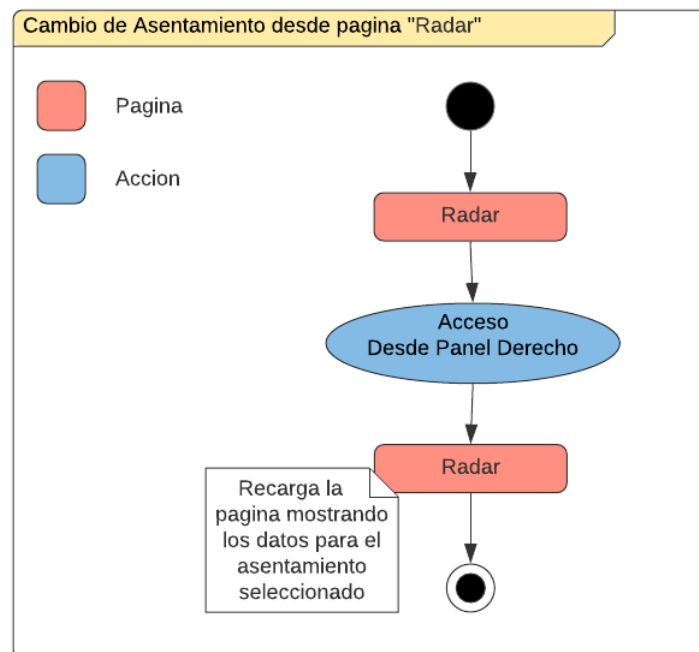 Cambio de Asentamiento desde pagina "Radar"
Pagina
Accion
Radar
Acceso
Desde Panel Derecho
Radar
Recarga la
pagina mostrando
los datos para el
asentamiento
seleccionado